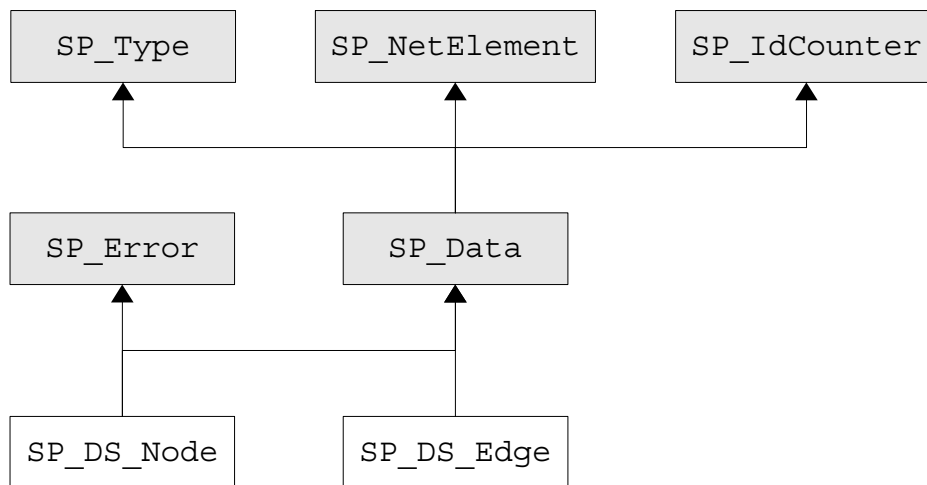 SP_Type
SP_NetElement
SP_IdCounter
SP_Error
SP_Data
SP_DS_Node
SP_DS_Edge